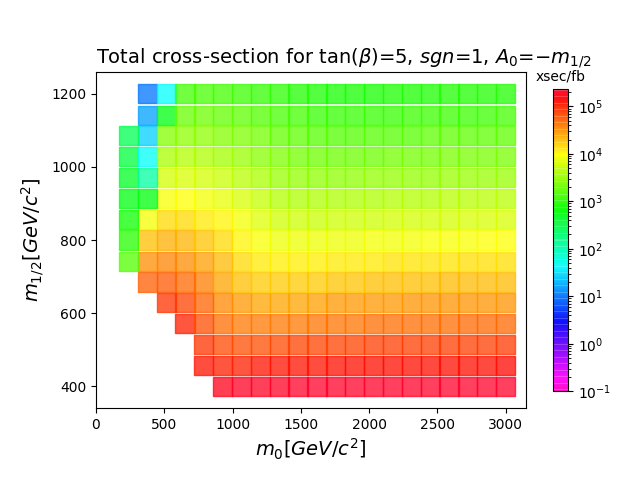 Total cross-section for tan(β)=5, sgn=1, A₀=−m₁/₂
xsec/fb
10⁵
10⁴
10³
10²
10¹
10⁰
10⁻¹
m₁/₂[GeV/c²]
1200
1000
800
600
400
0 500 1000 1500 2000 2500 3000
m₀[GeV/c²]